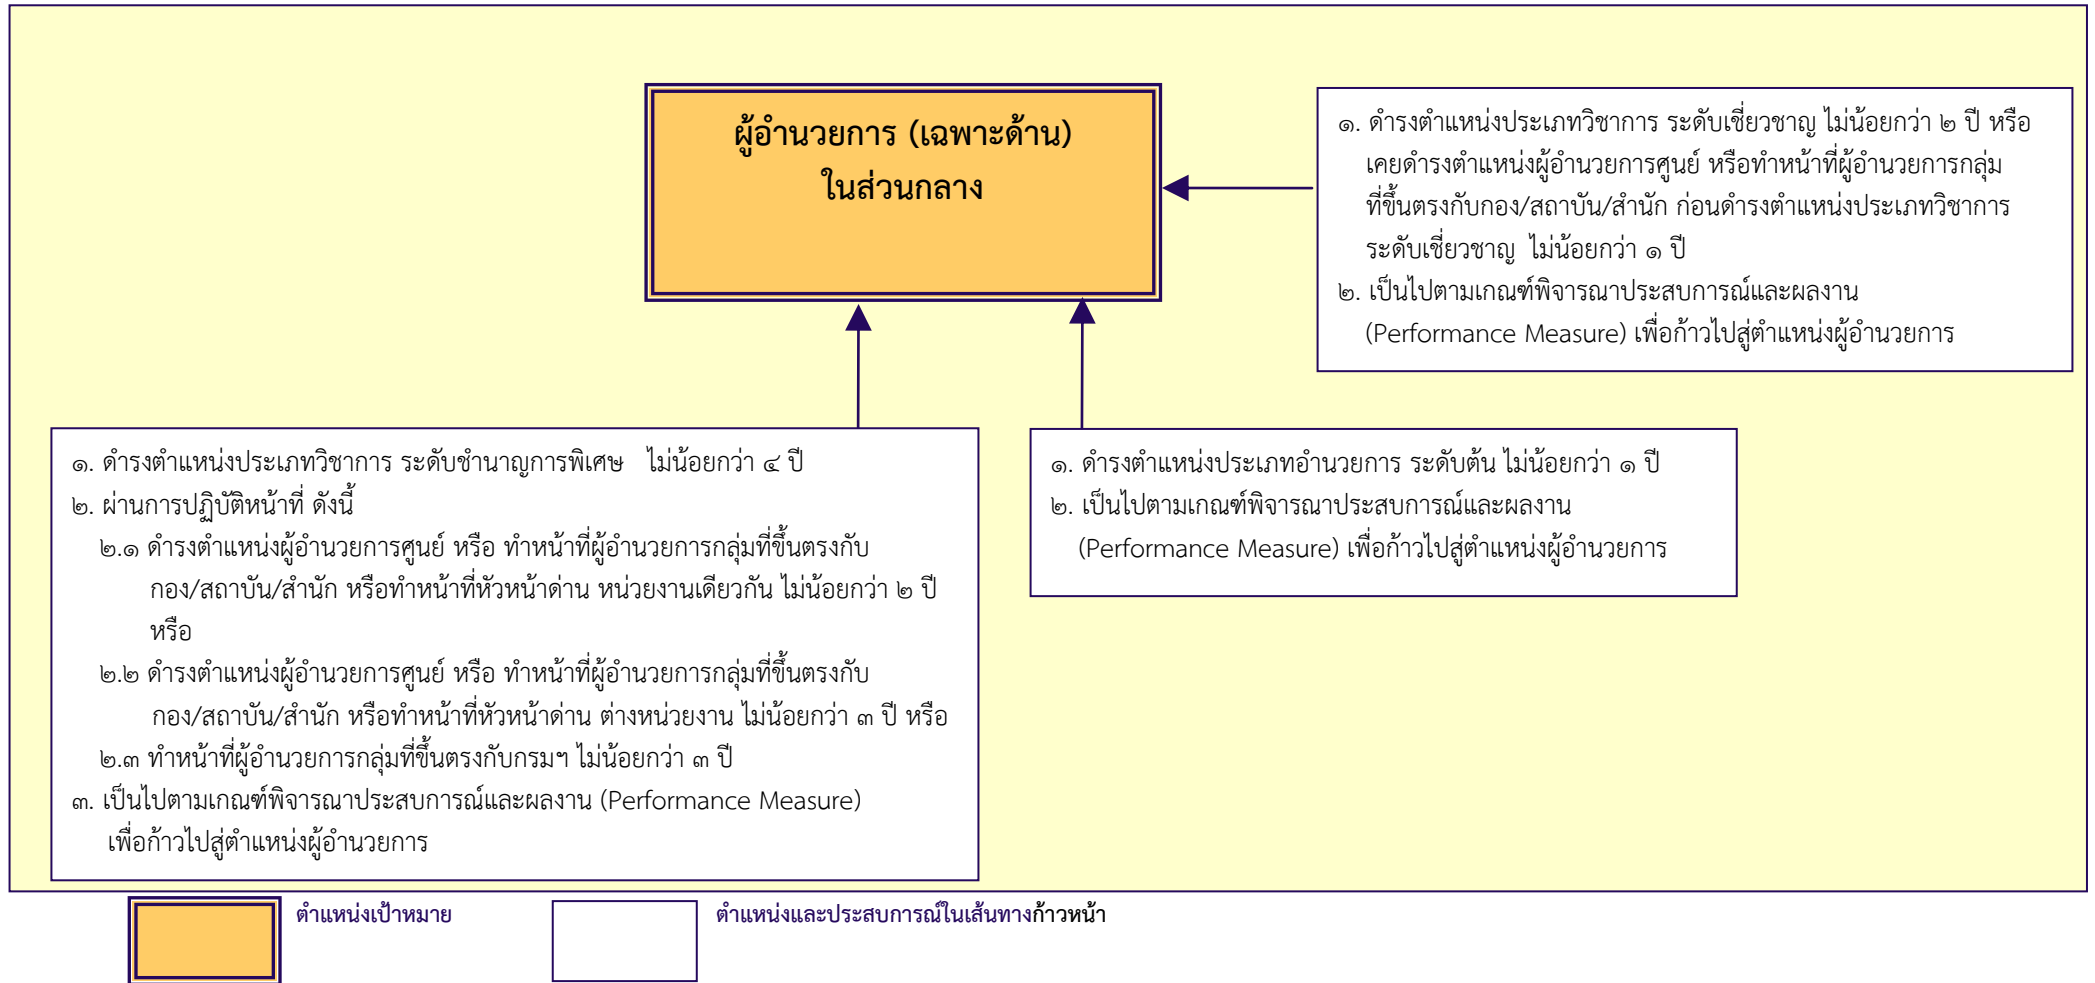 ผู้อำนวยการ (เฉพาะด้าน)
ในส่วนกลาง
๑. ดำรงตำแหน่งประเภทวิชาการ ระดับเชี่ยวชาญ ไม่น้อยกว่า ๒ ปี หรือ
เคยดำรงตำแหน่งผู้อำนวยการศูนย์ หรือทำหน้าที่ผู้อำนวยการกลุ่ม
ที่ขึ้นตรงกับกอง/สถาบัน/สำนัก ก่อนดำรงตำแหน่งประเภทวิชาการ
ระดับเชี่ยวชาญ ไม่น้อยกว่า ๑ ปี
๒. เป็นไปตามเกณฑ์พิจารณาประสบการณ์และผลงาน
(Performance Measure) เพื่อก้าวไปสู่ตำแหน่งผู้อำนวยการ
๑. ดำรงตำแหน่งประเภทวิชาการ ระดับชำนาญการพิเศษ ไม่น้อยกว่า ๔ ปี
๒. ผ่านการปฏิบัติหน้าที่ ดังนี้
๒.๑ ดำรงตำแหน่งผู้อำนวยการศูนย์ หรือ ทำหน้าที่ผู้อำนวยการกลุ่มที่ขึ้นตรงกับ
กอง/สถาบัน/สำนัก หรือทำหน้าที่หัวหน้าด่าน หน่วยงานเดียวกัน ไม่น้อยกว่า ๒ ปี
หรือ
๒.๒ ดำรงตำแหน่งผู้อำนวยการศูนย์ หรือ ทำหน้าที่ผู้อำนวยการกลุ่มที่ขึ้นตรงกับ
กอง/สถาบัน/สำนัก หรือทำหน้าที่หัวหน้าด่าน ต่างหน่วยงาน ไม่น้อยกว่า ๓ ปี หรือ
๒.๓ ทำหน้าที่ผู้อำนวยการกลุ่มที่ขึ้นตรงกับกรมฯ ไม่น้อยกว่า ๓ ปี
๓. เป็นไปตามเกณฑ์พิจารณาประสบการณ์และผลงาน (Performance Measure)
เพื่อก้าวไปสู่ตำแหน่งผู้อำนวยการ
๑. ดำรงตำแหน่งประเภทอำนวยการ ระดับต้น ไม่น้อยกว่า ๑ ปี
๒. เป็นไปตามเกณฑ์พิจารณาประสบการณ์และผลงาน
(Performance Measure) เพื่อก้าวไปสู่ตำแหน่งผู้อำนวยการ
ตำแหน่งเป้าหมาย
ตำแหน่งและประสบการณ์ในเส้นทางก้าวหน้า